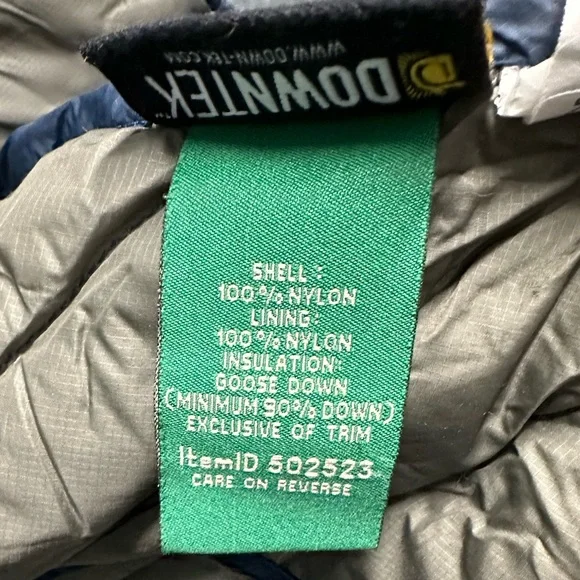 DOWNTEK™
WWW.DOWN-TEK.COM
SHELL:
100% NYLON
LINING:
100% NYLON
INSULATION:
GOOSE DOWN
(MINIMUM 90% DOWN)
EXCLUSIVE OF TRIM
ItemID 502523
CARE ON REVERSE